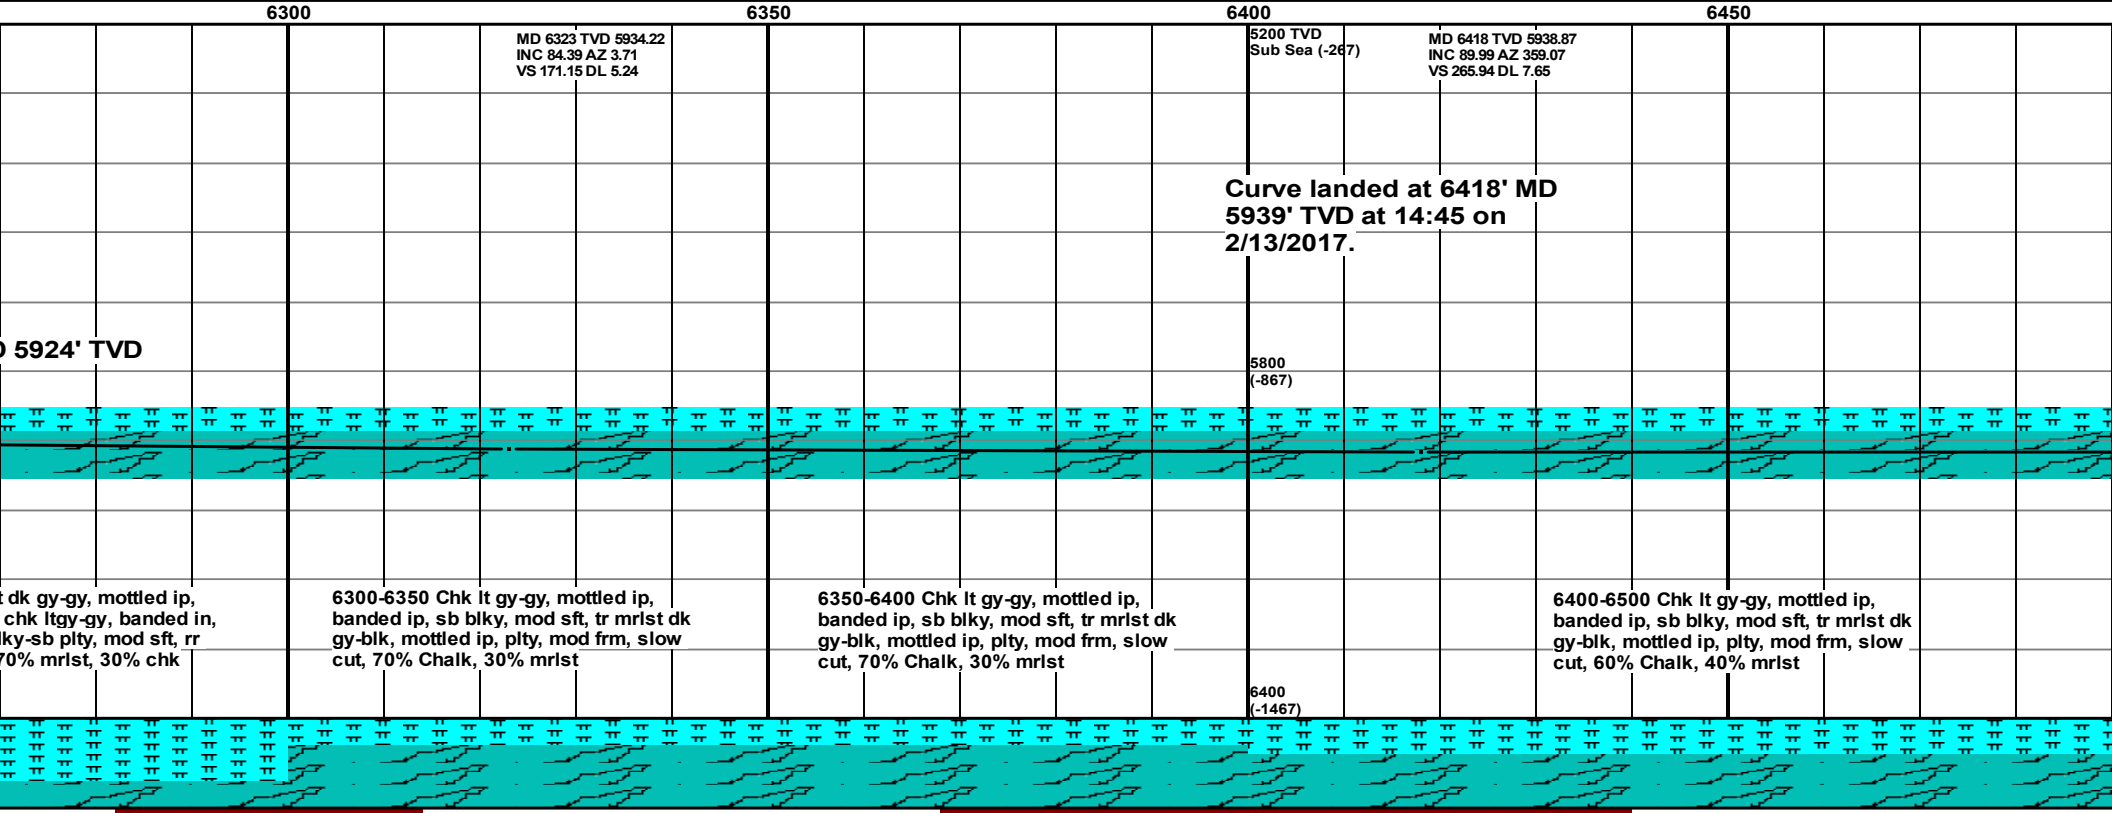 6300 6350 6400 6450
MD 6323 TVD 5934.22
INC 84.39 AZ 3.71
VS 171.15 DL 5.24
5200 TVD
Sub Sea (-267)
MD 6418 TVD 5938.87
INC 89.99 AZ 359.07
VS 265.94 DL 7.65
Curve landed at 6418' MD
5939' TVD at 14:45 on
2/13/2017.
5924' TVD
5800
(-867)
dk gy-gy, mottled ip,
chk ltgy-gy, banded in,
plty, mod sft, rr
70% mrlst, 30% chk
6300-6350 Chk lt gy-gy, mottled ip,
banded ip, sb blky, mod sft, tr mrlst dk
gy-blk, mottled ip, plty, mod frm, slow
cut, 70% Chalk, 30% mrlst
6350-6400 Chk lt gy-gy, mottled ip,
banded ip, sb blky, mod sft, tr mrlst dk
gy-blk, mottled ip, plty, mod frm, slow
cut, 70% Chalk, 30% mrlst
6400-6500 Chk lt gy-gy, mottled ip,
banded ip, sb blky, mod sft, tr mrlst dk
gy-blk, mottled ip, plty, mod frm, slow
cut, 60% Chalk, 40% mrlst
6400
(-1467)